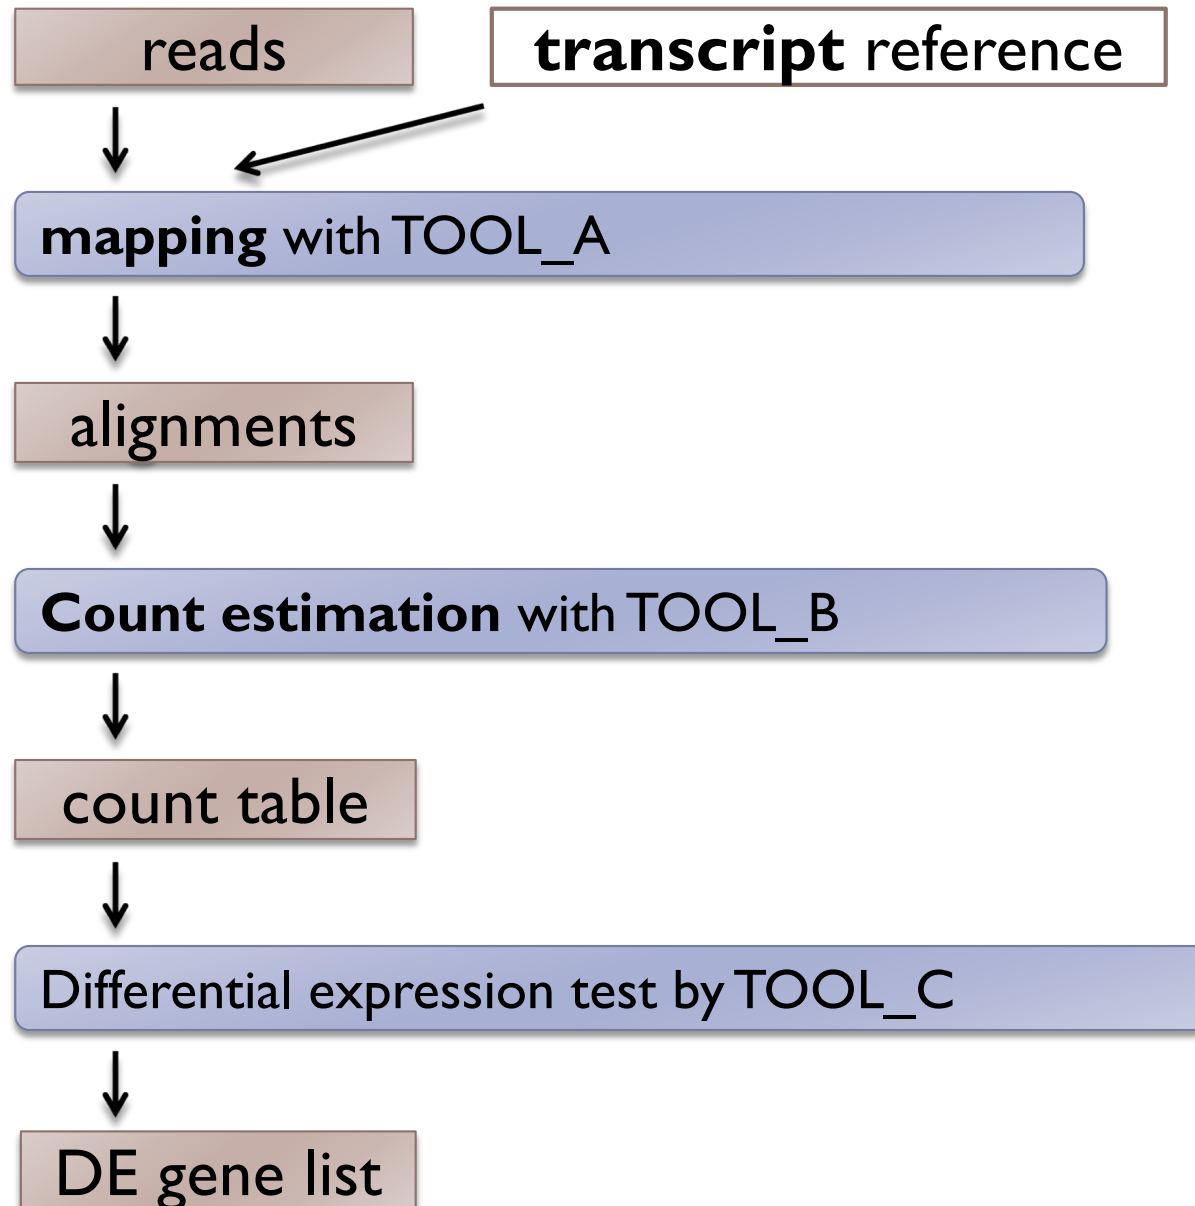 reads
transcript reference
mapping with TOOL_A
alignments
Count estimation with TOOL_B
count table
Differential expression test by TOOL_C
DE gene list